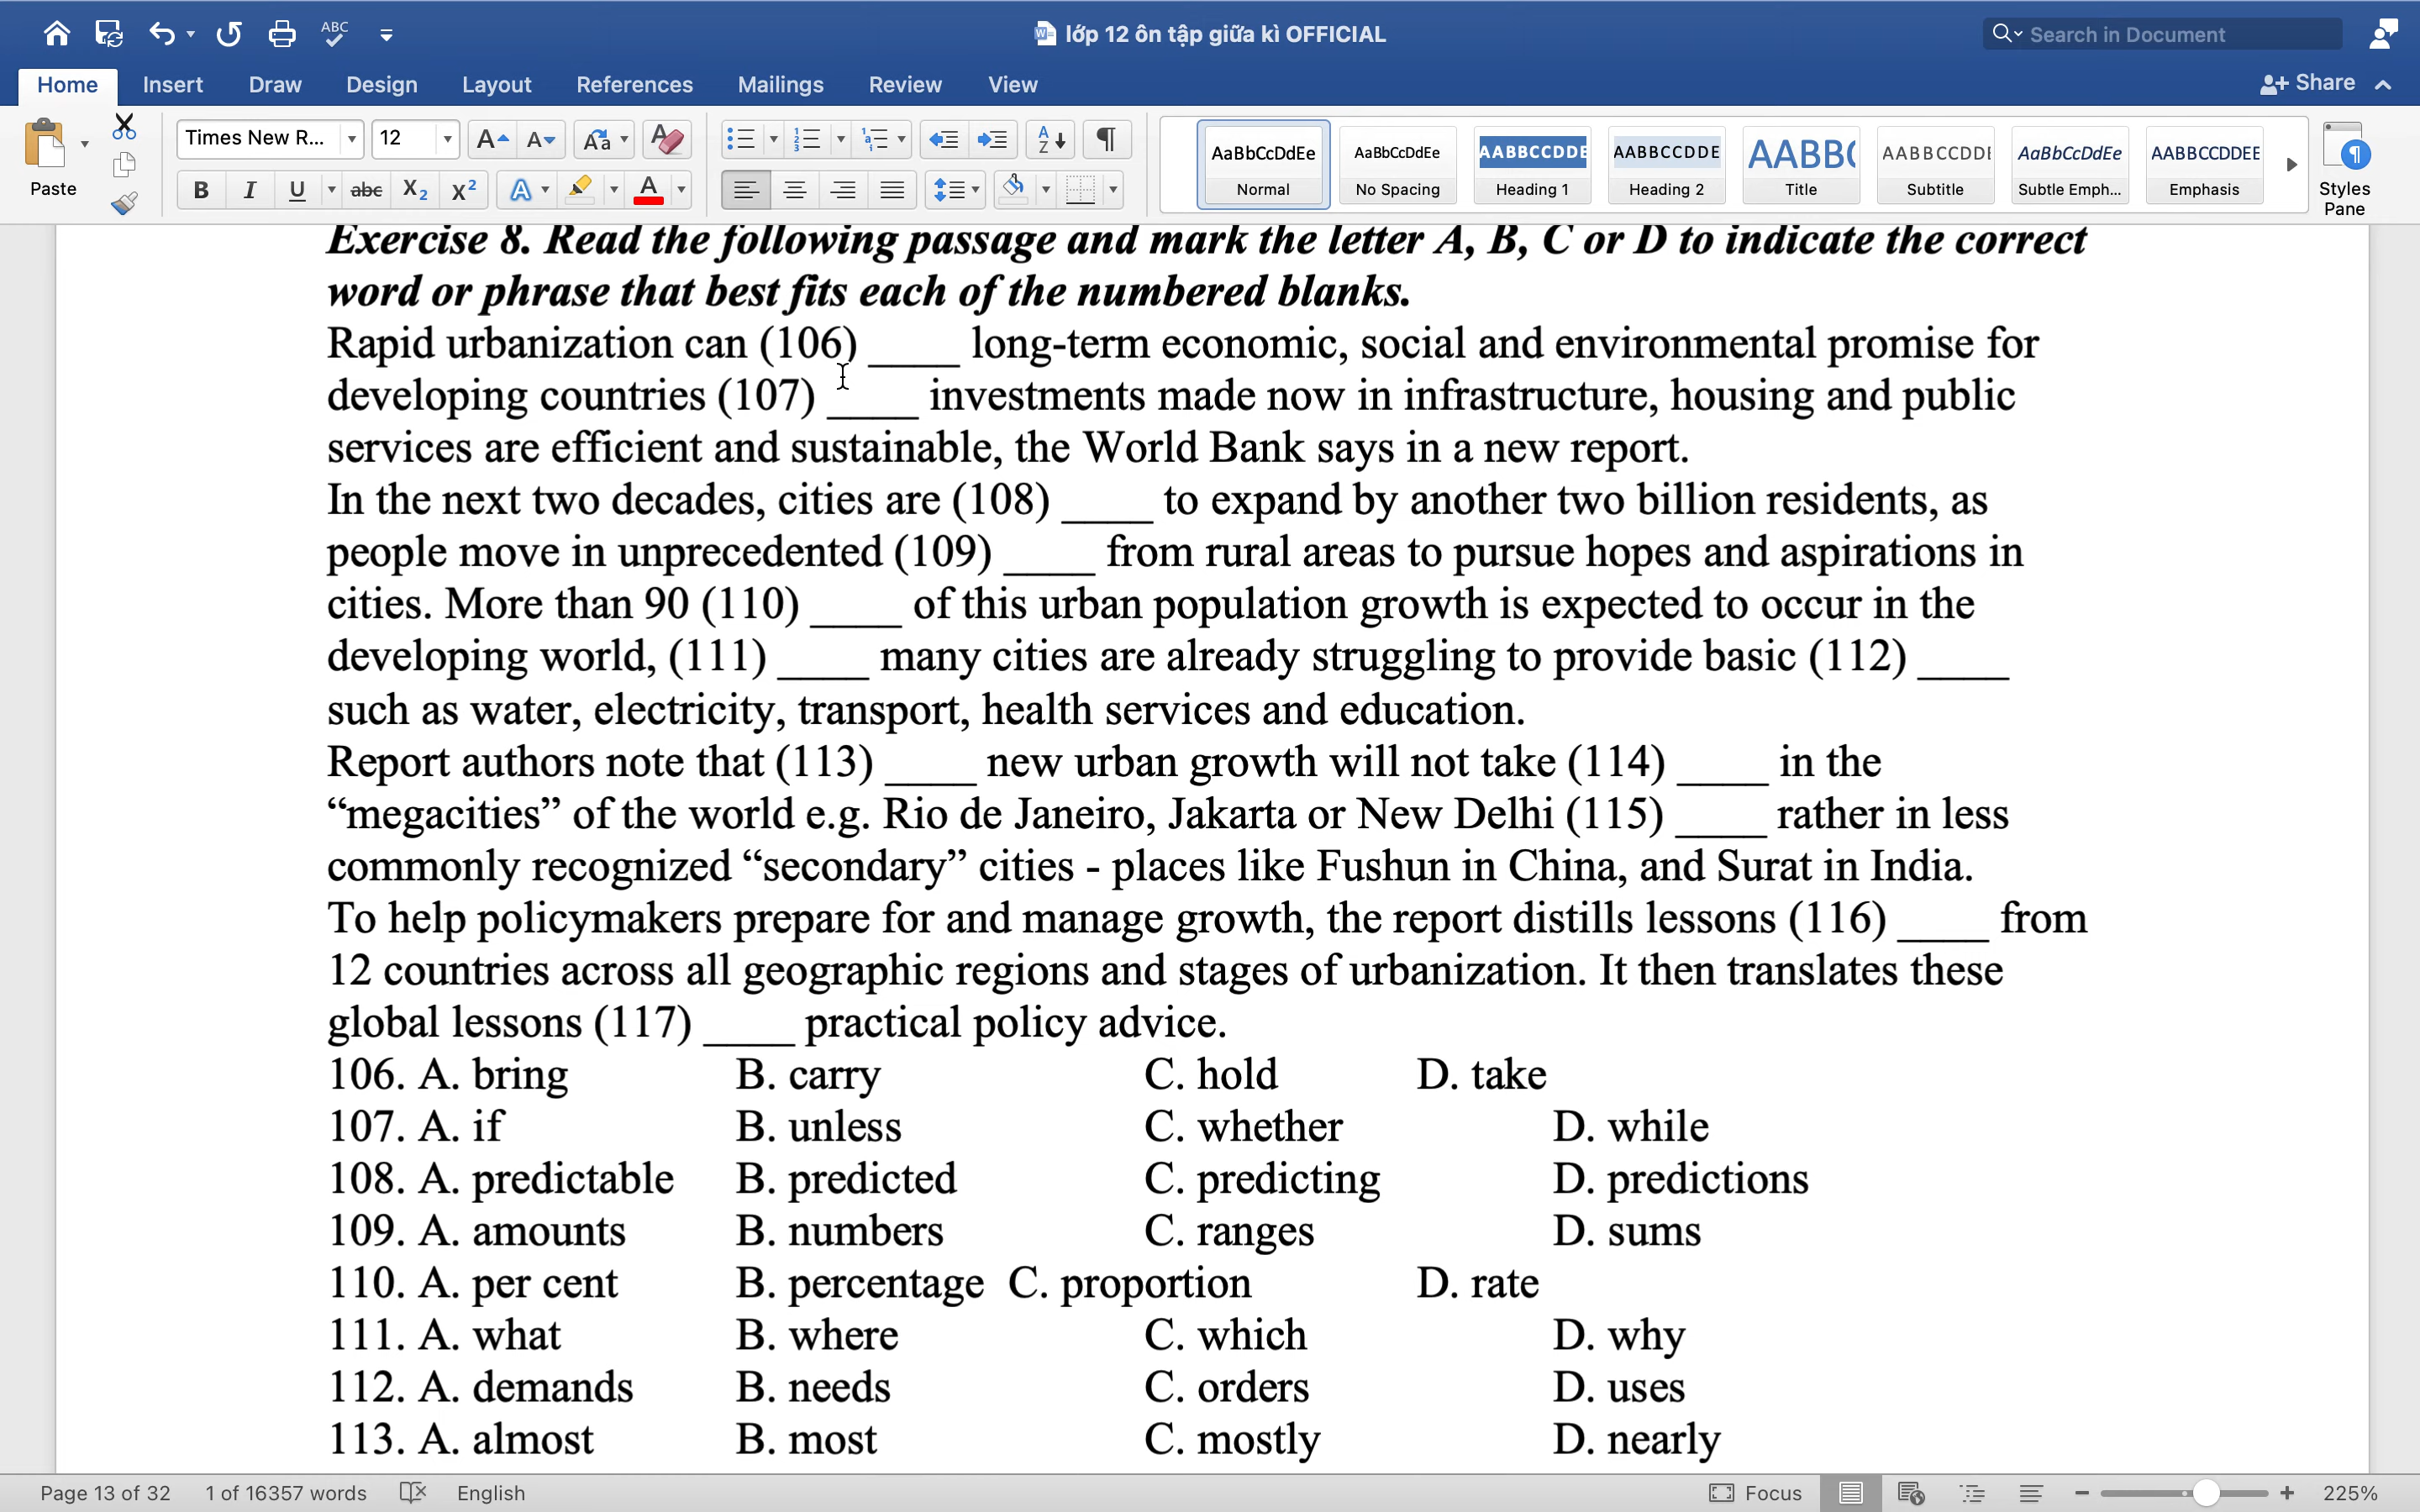 ABC
lớp 12 ôn tập giữa kì OFFICIAL
Search in Document
Home Insert Draw Design Layout References Mailings Review View Share
Paste
Times New R... 12
AaBbCcDdEe AaBbCcDdEe AABBCCDDE AABBCCDDE AABBC AABBCCDDE AaBbCcDdEe AABBCCDDEE
Normal No Spacing Heading 1 Heading 2 Title Subtitle Subtle Emph... Emphasis
Styles
Pane
Exercise 8. Read the following passage and mark the letter A, B, C or D to indicate the correct
word or phrase that best fits each of the numbered blanks.
Rapid urbanization can (106) ____ long-term economic, social and environmental promise for
developing countries (107) ____ investments made now in infrastructure, housing and public
services are efficient and sustainable, the World Bank says in a new report.
In the next two decades, cities are (108) ____ to expand by another two billion residents, as
people move in unprecedented (109) ____ from rural areas to pursue hopes and aspirations in
cities. More than 90 (110) ____ of this urban population growth is expected to occur in the
developing world, (111) ____ many cities are already struggling to provide basic (112) ____
such as water, electricity, transport, health services and education.
Report authors note that (113) ____ new urban growth will not take (114) ____ in the
“megacities” of the world e.g. Rio de Janeiro, Jakarta or New Delhi (115) ____ rather in less
commonly recognized “secondary” cities - places like Fushun in China, and Surat in India.
To help policymakers prepare for and manage growth, the report distills lessons (116) ____ from
12 countries across all geographic regions and stages of urbanization. It then translates these
global lessons (117) ____ practical policy advice.
106. A. bring B. carry C. hold D. take
107. A. if B. unless C. whether D. while
108. A. predictable B. predicted C. predicting D. predictions
109. A. amounts B. numbers C. ranges D. sums
110. A. per cent B. percentage C. proportion D. rate
111. A. what B. where C. which D. why
112. A. demands B. needs C. orders D. uses
113. A. almost B. most C. mostly D. nearly
Page 13 of 32 1 of 16357 words English Focus 225%